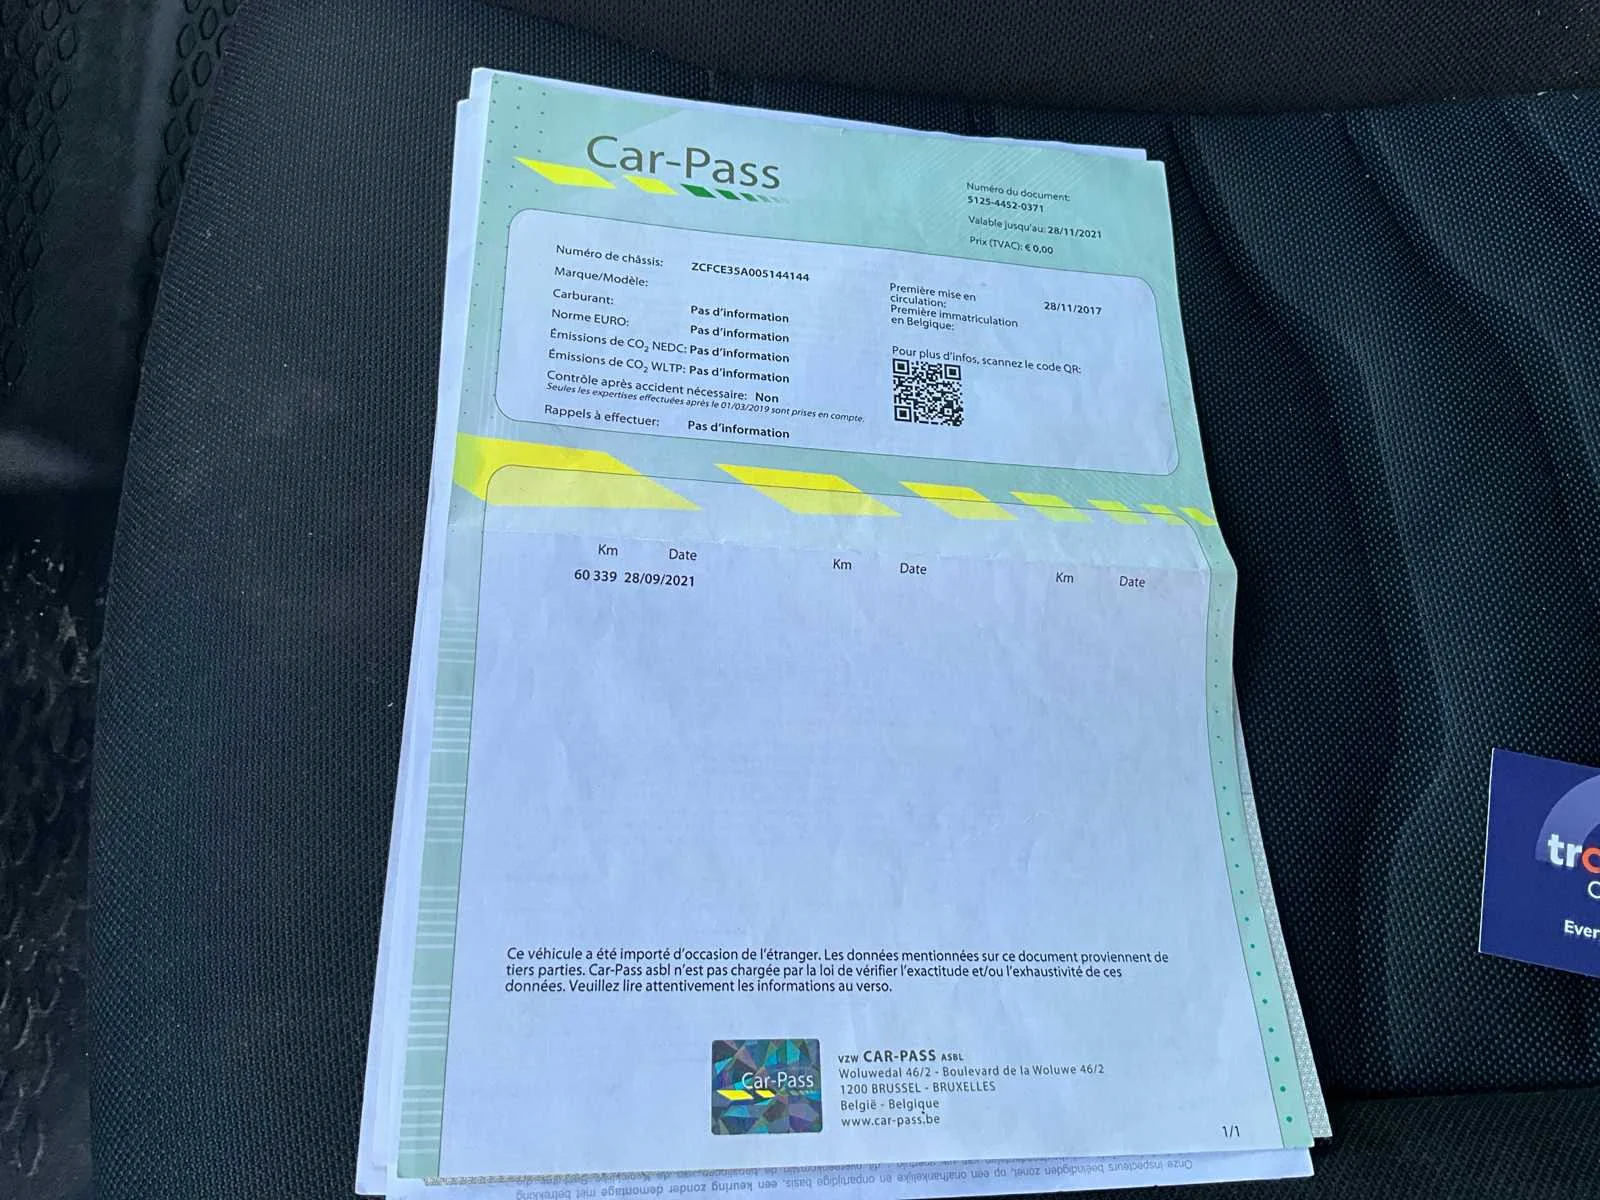 Car-Pass
Numéro du document:
5125-4452-0371
Valable jusqu'au: 28/11/2021
Prix (TVAC): € 0,00
Numéro de châssis: ZCFCE35A005144144
Marque/Modèle:
Carburant: Pas d'information
Norme EURO: Pas d'information
Émissions de CO2 NEDC: Pas d'information
Émissions de CO2 WLTP: Pas d'information
Contrôle après accident nécessaire: Non
Seules les expertises effectuées après le 01/03/2019 sont prises en compte.
Rappels à effectuer: Pas d'information
Première mise en
circulation: 28/11/2017
Première immatriculation
en Belgique:
Pour plus d'infos, scannez le code QR:
Km Date Km Date Km Date
60 339 28/09/2021
Ce véhicule a été importé d'occasion de l'étranger. Les données mentionnées sur ce document proviennent de
tiers parties. Car-Pass asbl n'est pas chargée par la loi de vérifier l'exactitude et/ou l'exhaustivité de ces
données. Veuillez lire attentivement les informations au verso.
Car-Pass
VZW CAR-PASS ASBL
Woluwedal 46/2 - Boulevard de la Woluwe 46/2
1200 BRUSSEL - BRUXELLES
België - Belgique
www.car-pass.be
1/1